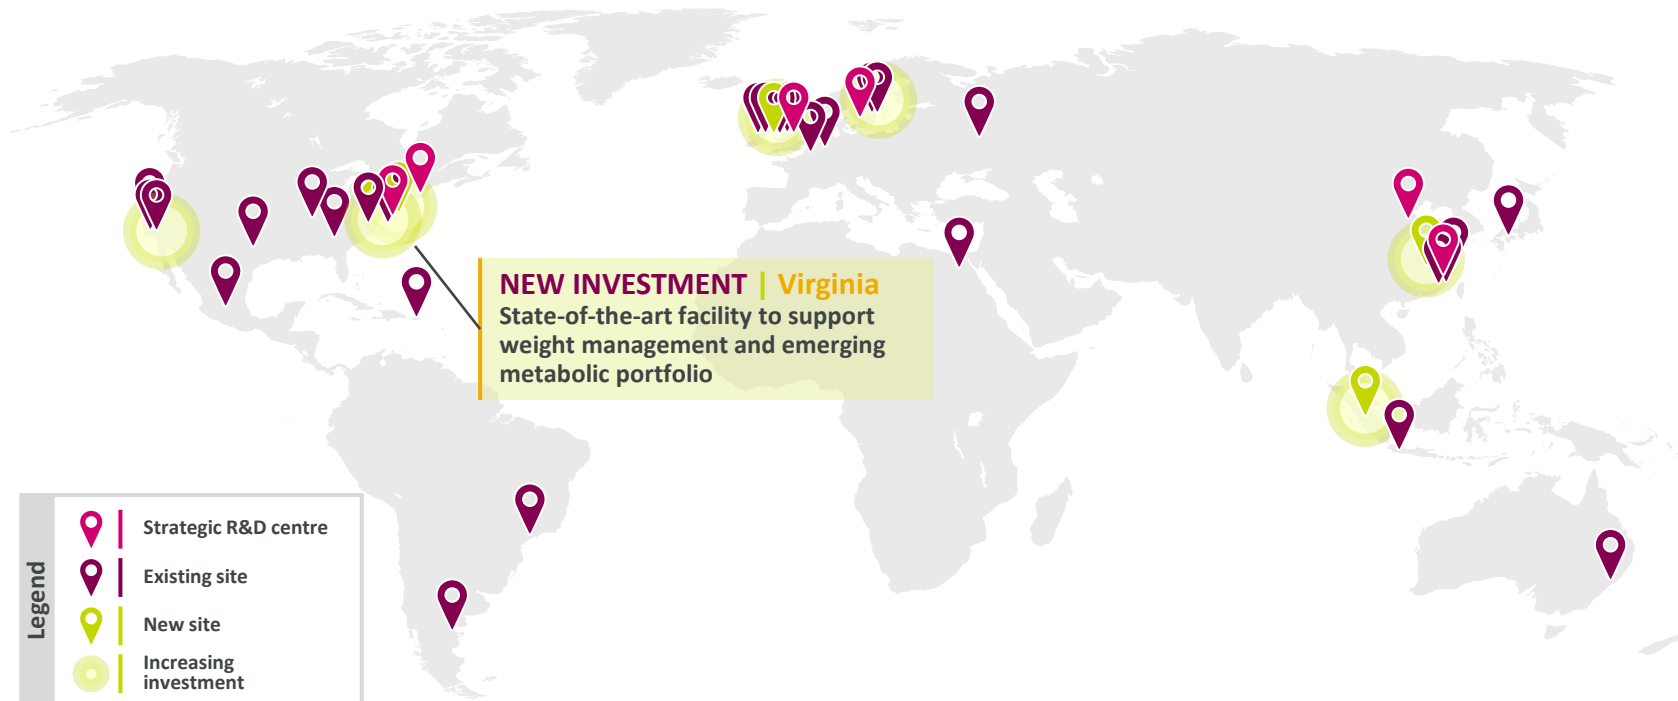 NEW INVESTMENT | Virginia
State-of-the-art facility to support
weight management and emerging
metabolic portfolio
Legend
Strategic R&D centre
Existing site
New site
Increasing
investment